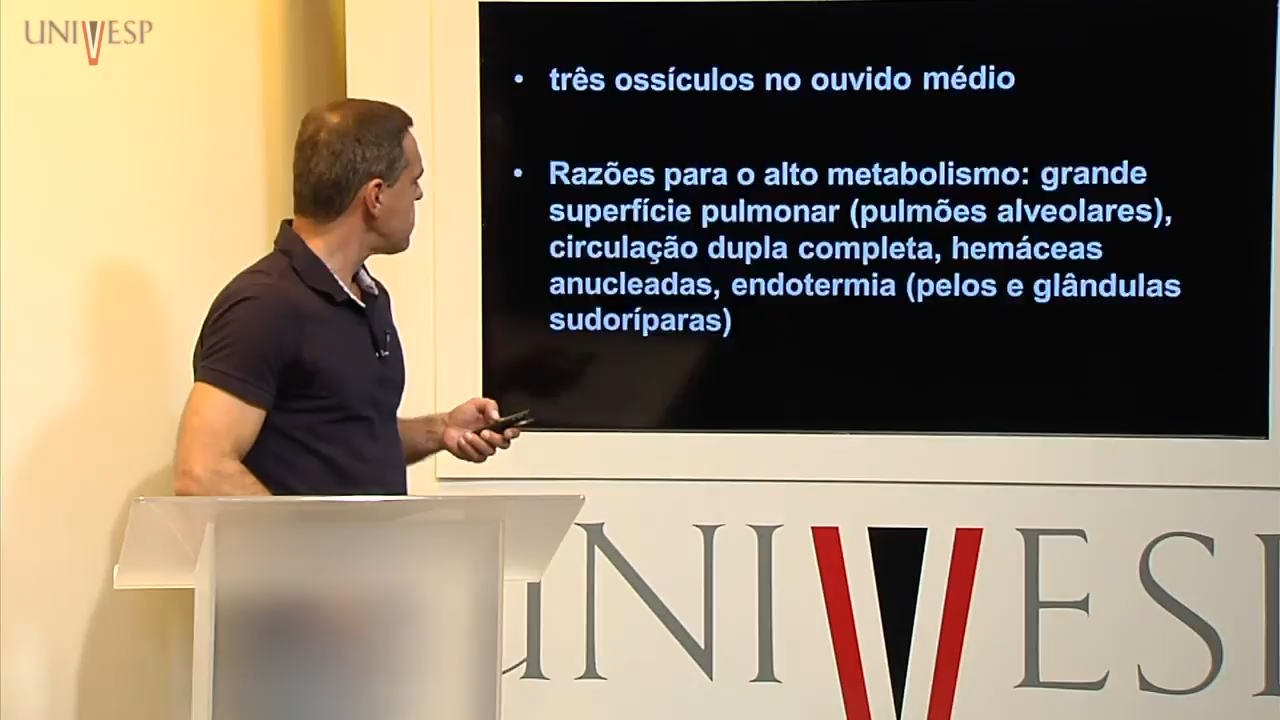 UNIVESP
• três ossículos no ouvido médio
• Razões para o alto metabolismo: grande
superfície pulmonar (pulmões alveolares),
circulação dupla completa, hemáceas
anucleadas, endotermia (pelos e glândulas
sudoríparas)
UNIVES